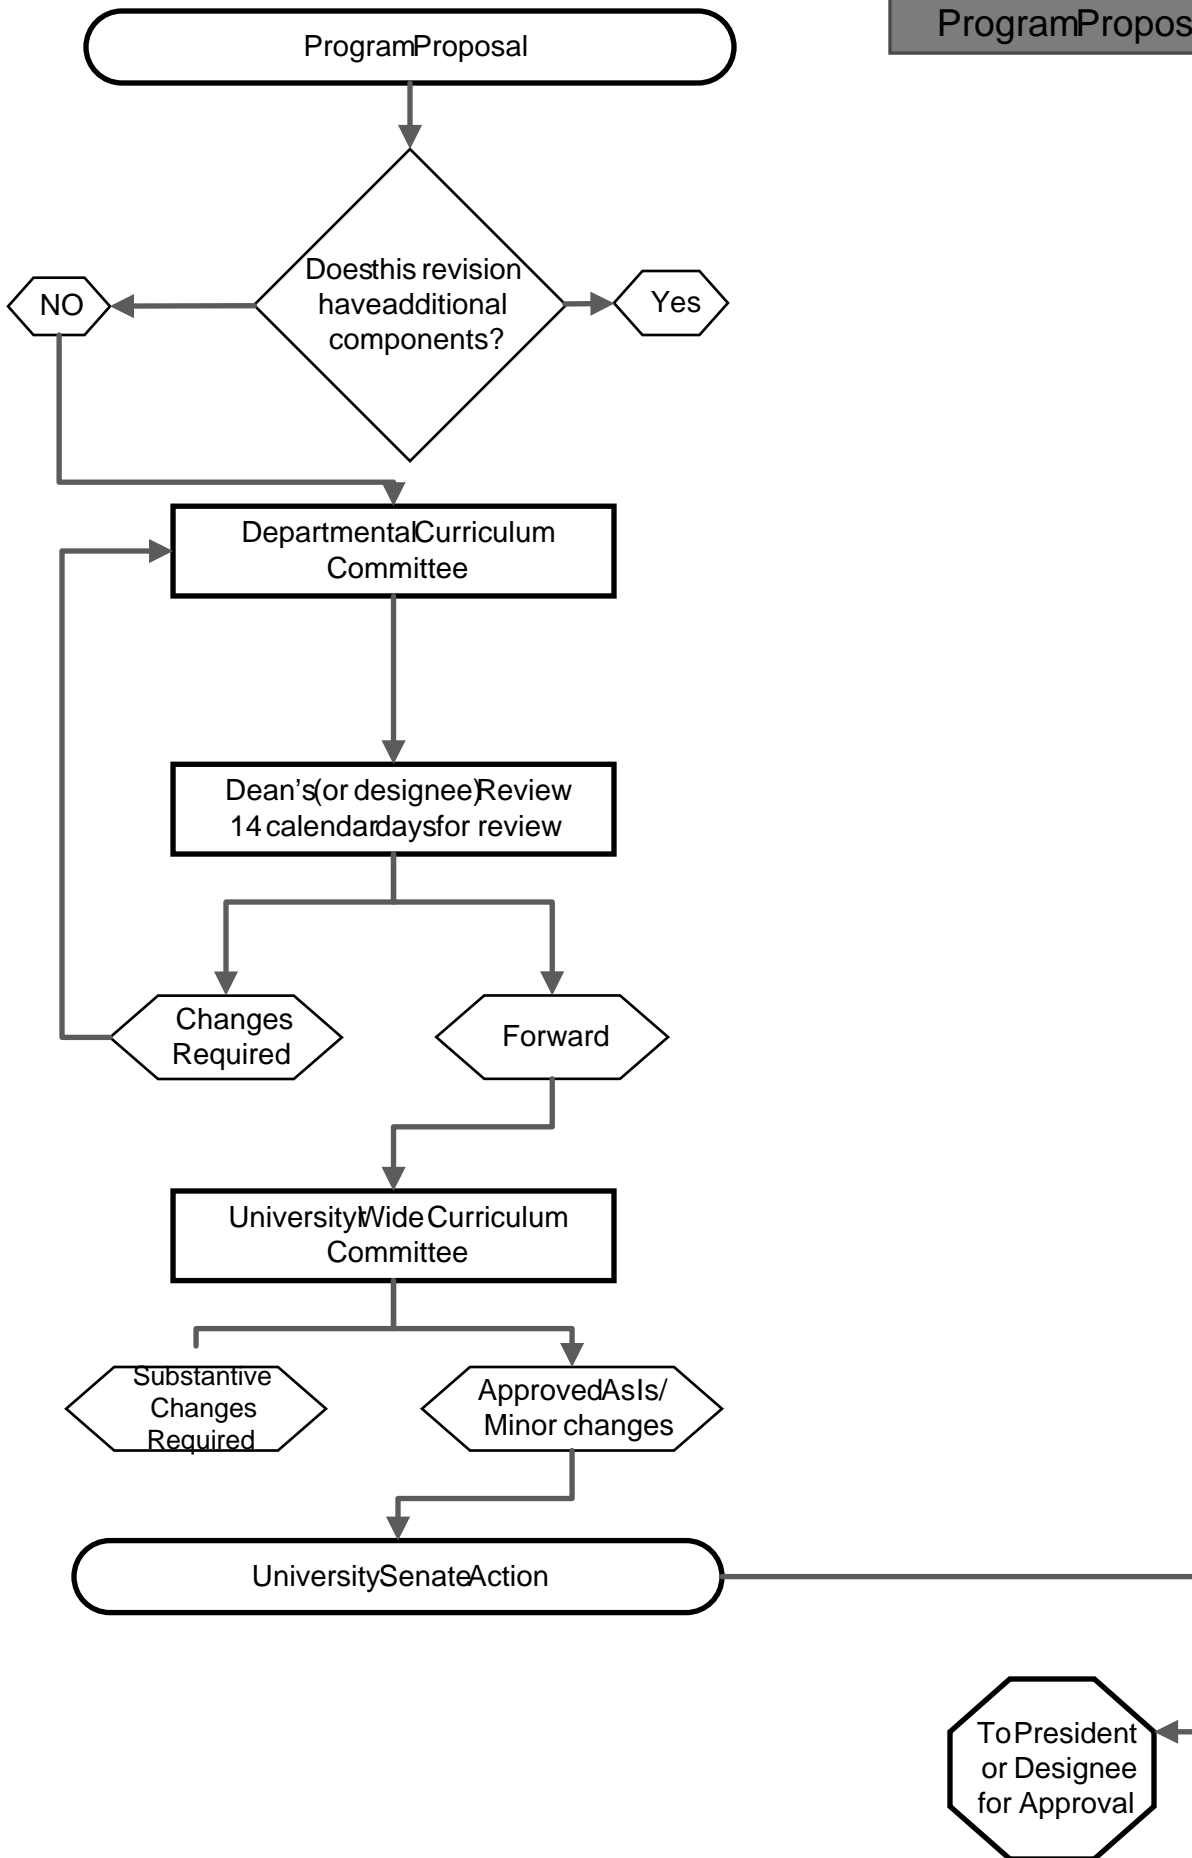 ProgramProposal
ProgramPropos
Doesthis revision
haveadditional
components?
NO
Yes
DepartmentalCurriculum
Committee
Dean's(or designee)Review
14 calendardaysfor review
Changes
Required
Forward
UniversityWide Curriculum
Committee
Substantive
Changes
Required
ApprovedAsIs/
Minor changes
UniversitySenateAction
To President
or Designee
for Approval